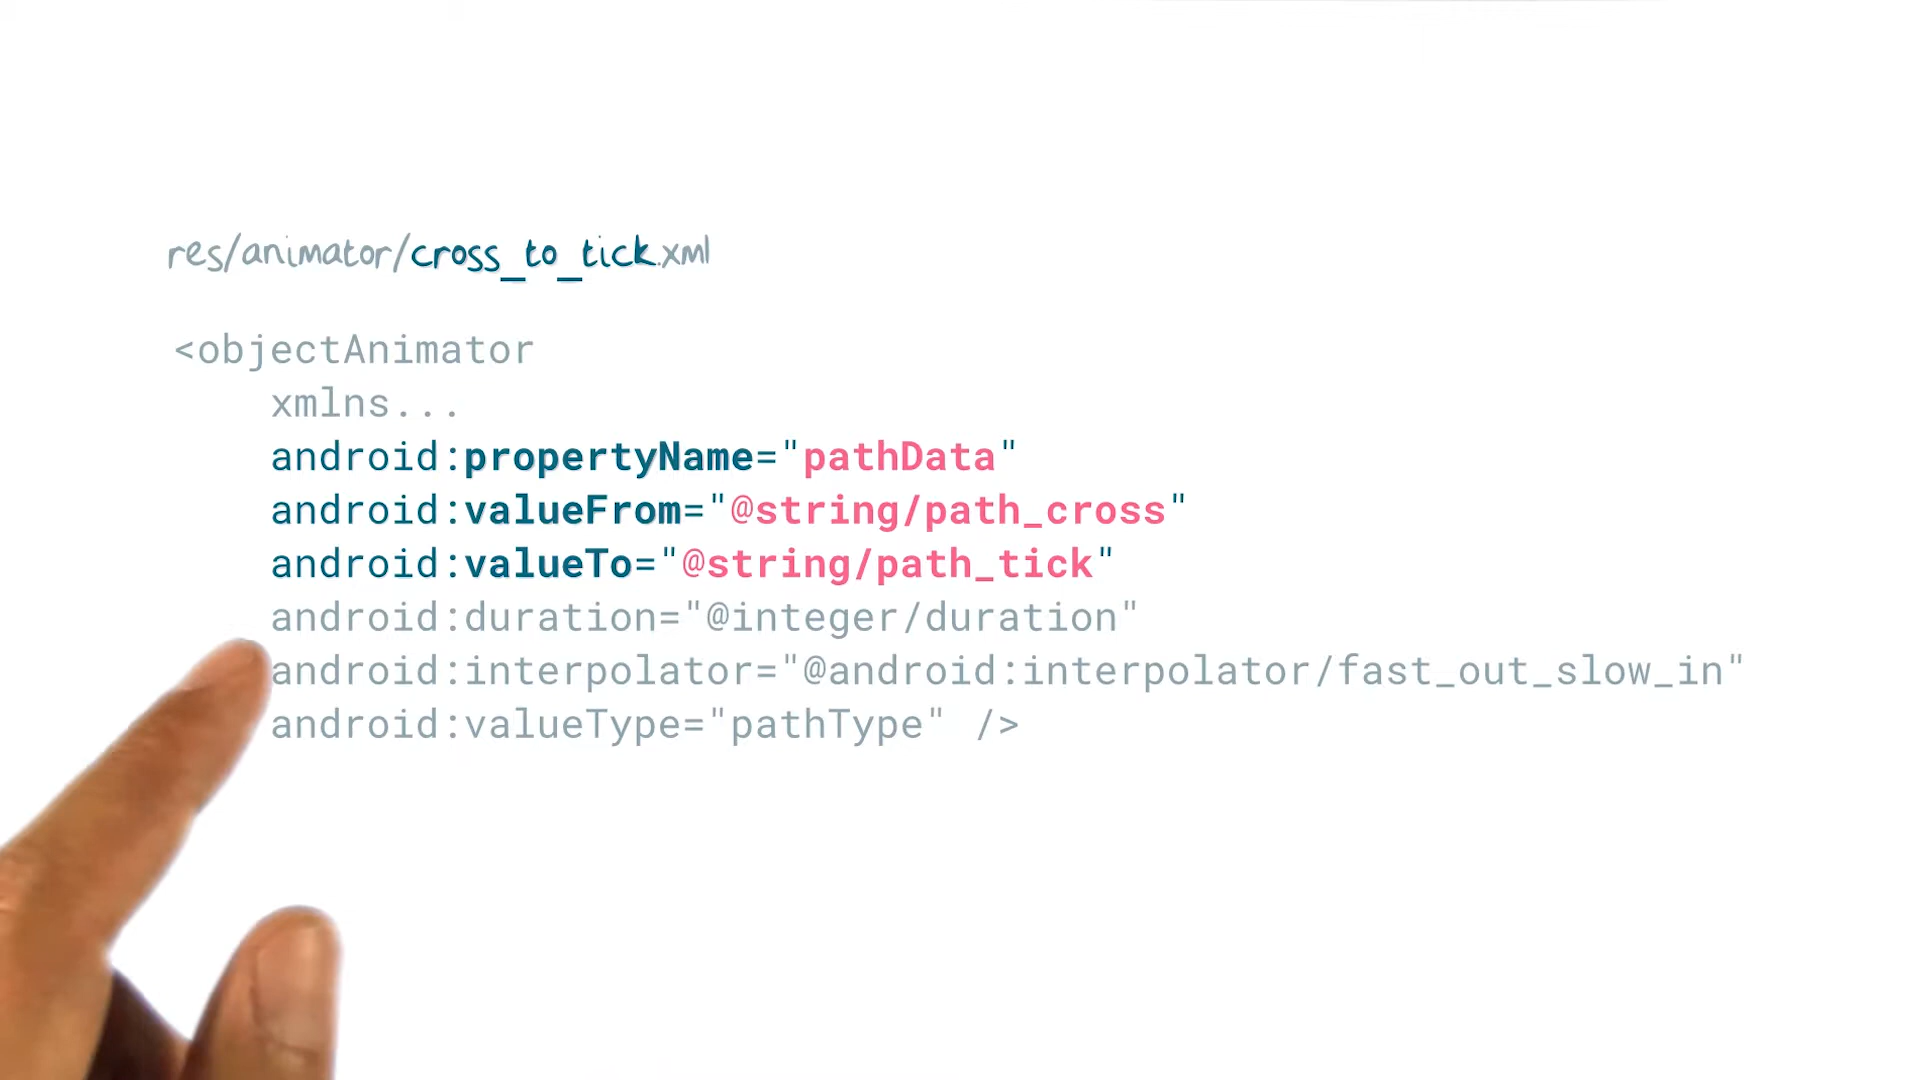 res/animator/cross_to_tick.xml
<objectAnimator
xmlns...
android:propertyName="pathData"
android:valueFrom="@string/path_cross"
android:valueTo="@string/path_tick"
android:duration="@integer/duration"
android:interpolator="@android:interpolator/fast_out_slow_in"
android:valueType="pathType" />